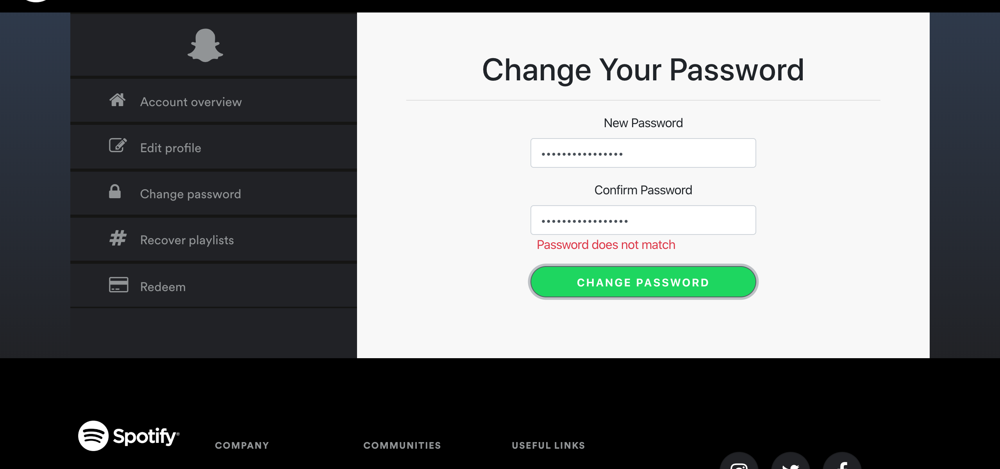 Account overview
Edit profile
Change password
Recover playlists
Redeem
Change Your Password
New Password
••••••••••••••••
Confirm Password
•••••••••••••••••
Password does not match
CHANGE PASSWORD
Spotify®
COMPANY
COMMUNITIES
USEFUL LINKS